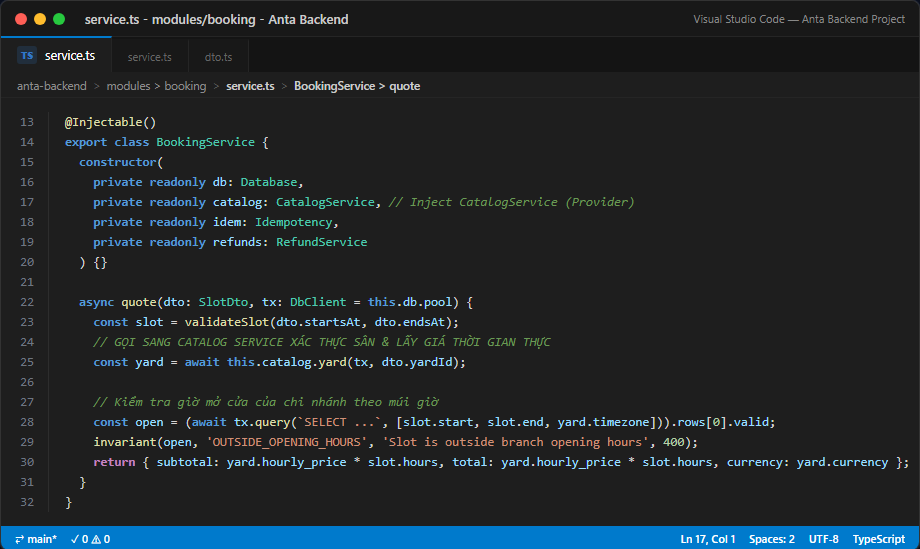 service.ts - modules/booking - Anta Backend
Visual Studio Code — Anta Backend Project
TS service.ts
service.ts
dto.ts
anta-backend > modules > booking > service.ts > BookingService > quote
13 @Injectable()
14 export class BookingService {
15   constructor(
16     private readonly db: Database,
17     private readonly catalog: CatalogService, // Inject CatalogService (Provider)
18     private readonly idem: Idempotency,
19     private readonly refunds: RefundService
20   ) {}
21
22   async quote(dto: SlotDto, tx: DbClient = this.db.pool) {
23     const slot = validateSlot(dto.startsAt, dto.endsAt);
24     // GỌI SANG CATALOG SERVICE XÁC THỰC SÂN & LẤY GIÁ THỜI GIAN THỰC
25     const yard = await this.catalog.yard(tx, dto.yardId);
26
27     // Kiểm tra giờ mở cửa của chi nhánh theo múi giờ
28     const open = (await tx.query(`SELECT ...`, [slot.start, slot.end, yard.timezone])).rows[0].valid;
29     invariant(open, 'OUTSIDE_OPENING_HOURS', 'Slot is outside branch opening hours', 400);
30     return { subtotal: yard.hourly_price * slot.hours, total: yard.hourly_price * slot.hours, currency: yard.currency };
31   }
32 }
⇄ main* ✓ 0 ⚠ 0
Ln 17, Col 1 Spaces: 2 UTF-8 TypeScript